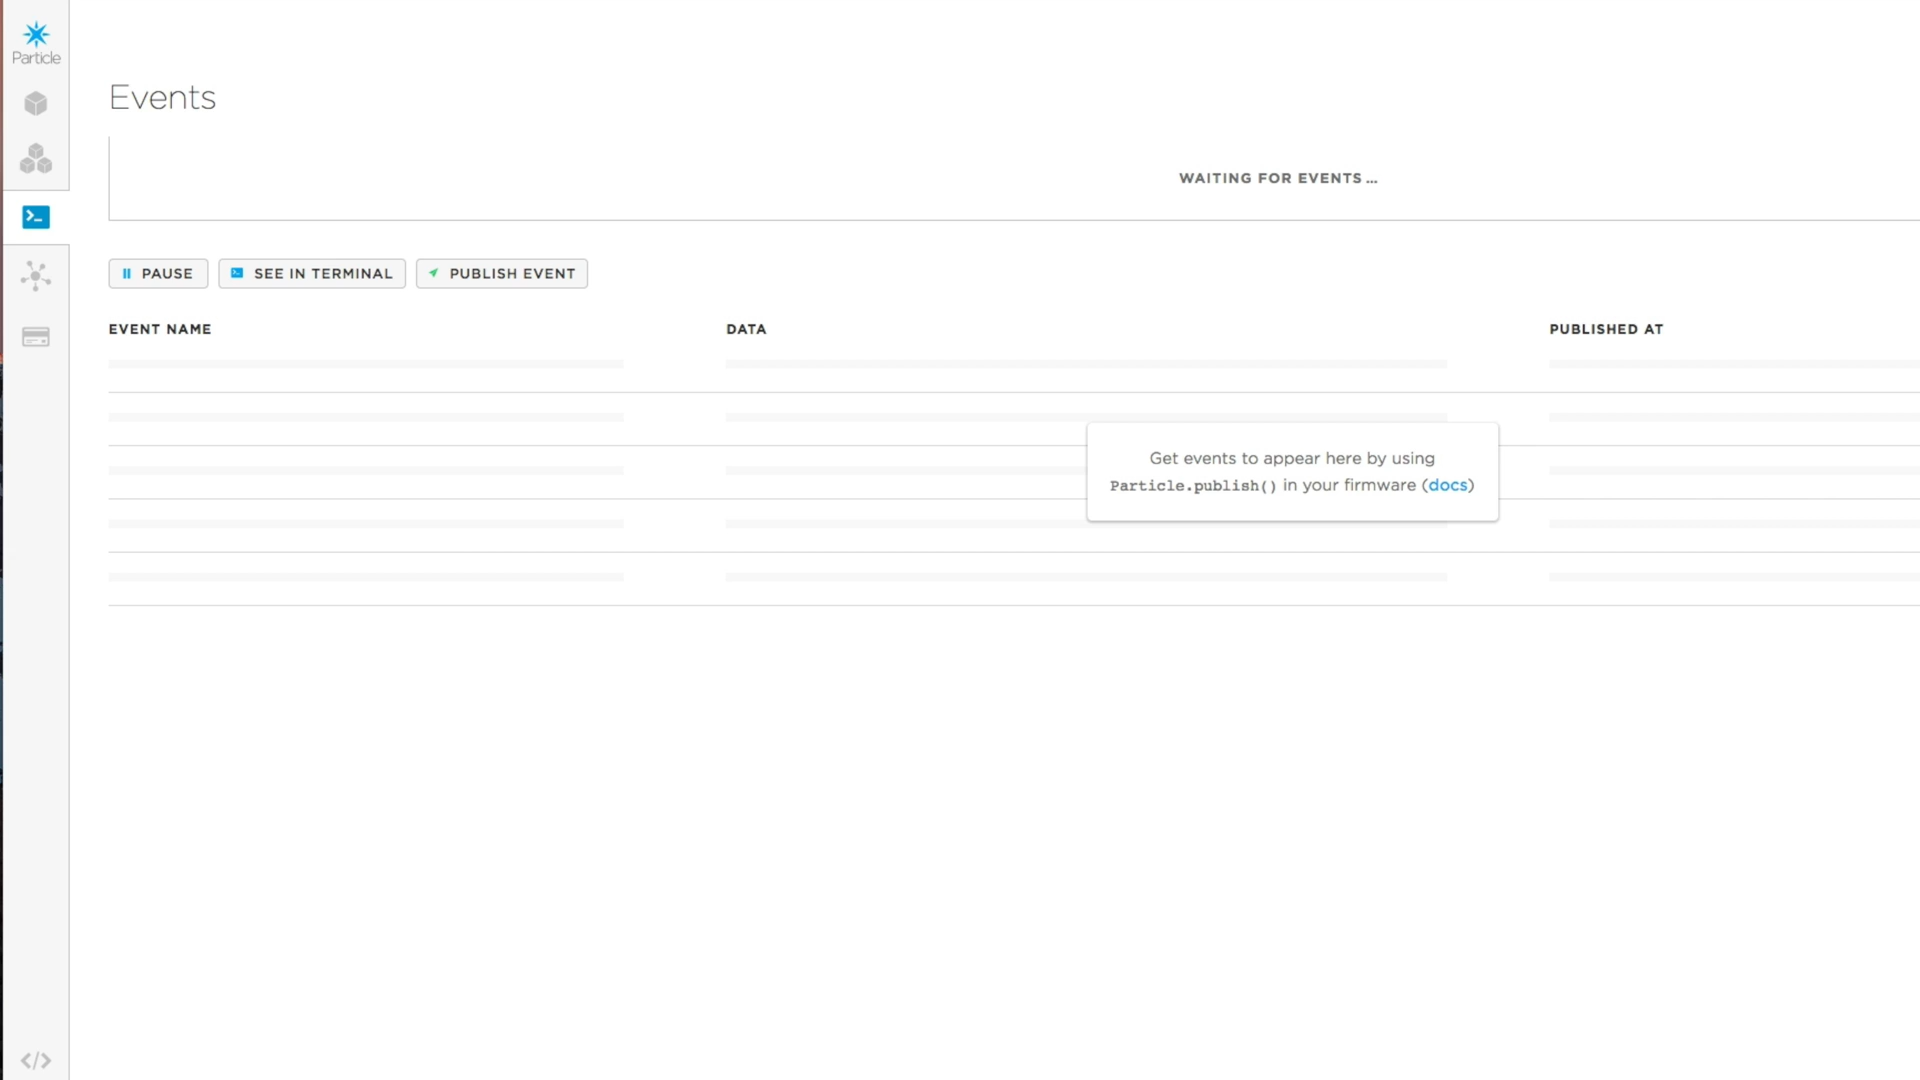 Particle
Events
WAITING FOR EVENTS ...
PAUSE
SEE IN TERMINAL
PUBLISH EVENT
EVENT NAME
DATA
PUBLISHED AT
Get events to appear here by using
Particle.publish() in your firmware (docs)